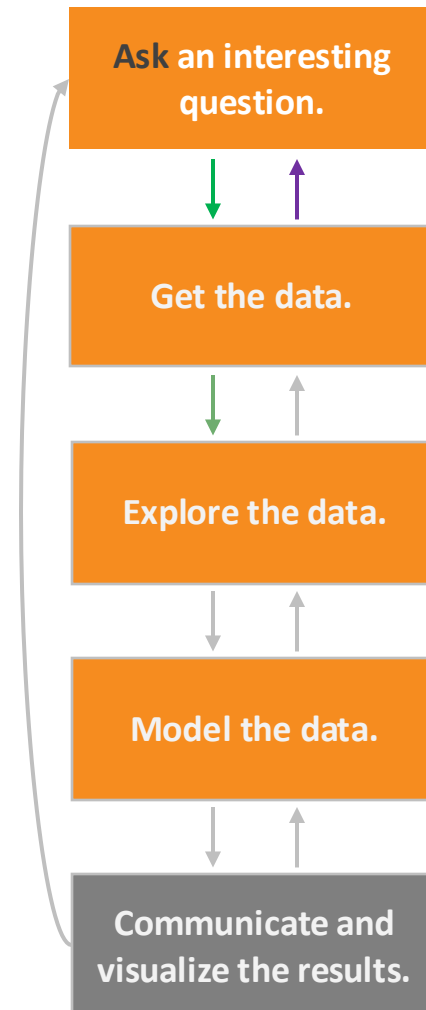 Ask an interesting
question.
Get the data.
Explore the data.
Model the data.
Communicate and
visualize the results.